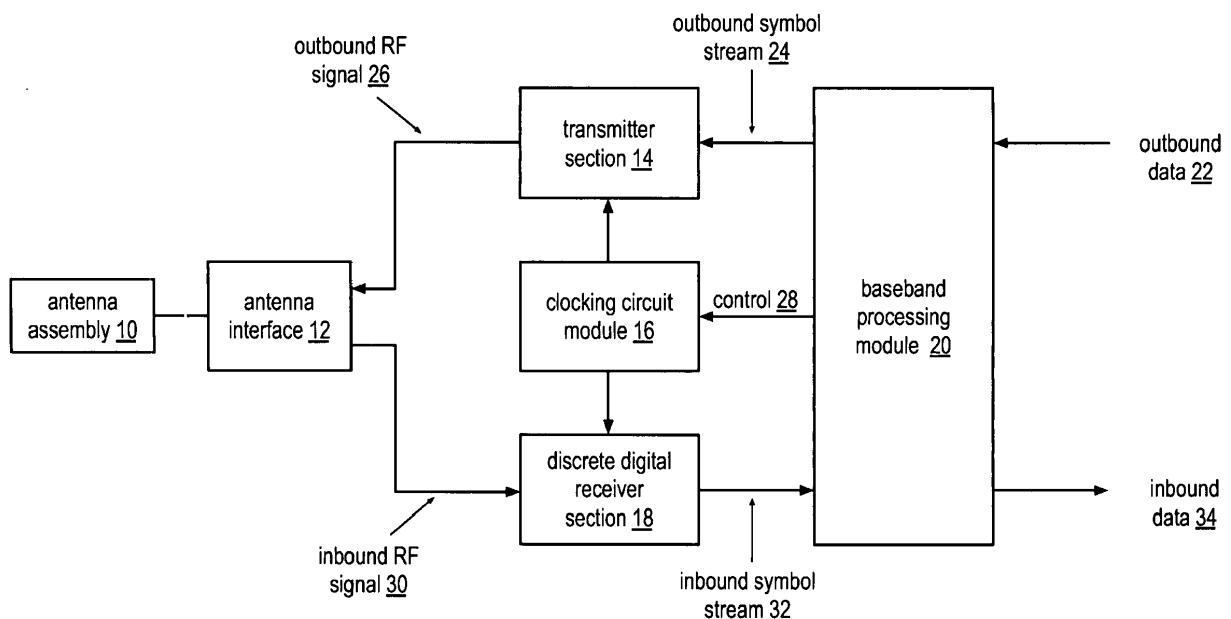 outbound RF
signal 26
outbound symbol
stream 24
transmitter
section 14
outbound
data 22
antenna
assembly 10
antenna
interface 12
clocking circuit
module 16
control 28
baseband
processing
module 20
discrete digital
receiver
section 18
inbound
data 34
inbound RF
signal 30
inbound symbol
stream 32